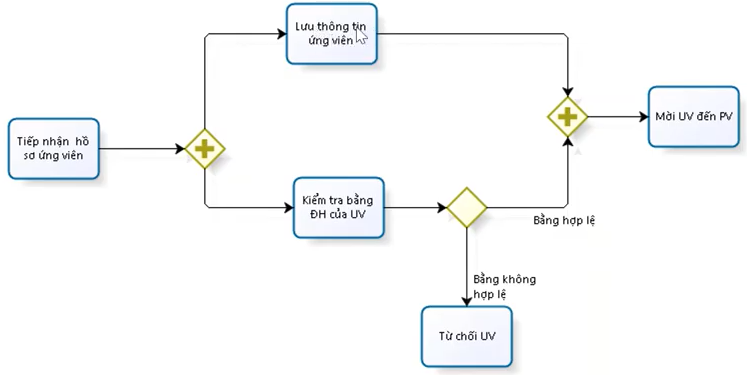 Lưu thông tin
ứng viên
Tiếp nhận hồ
sơ ứng viên
Mời UV đến PV
Kiểm tra bằng
ĐH của UV
Bằng hợp lệ
Bằng không
hợp lệ
Từ chối UV